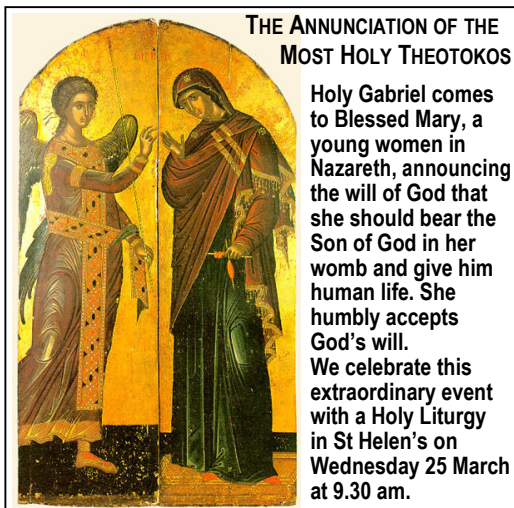 THE ANNUNCIATION OF THE
MOST HOLY THEOTOKOS
Holy Gabriel comes
to Blessed Mary, a
young women in
Nazareth, announcing
the will of God that
she should bear the
Son of God in her
womb and give him
human life. She
humbly accepts
God's will.
We celebrate this
extraordinary event
with a Holy Liturgy
in St Helen's on
Wednesday 25 March
at 9.30 am.